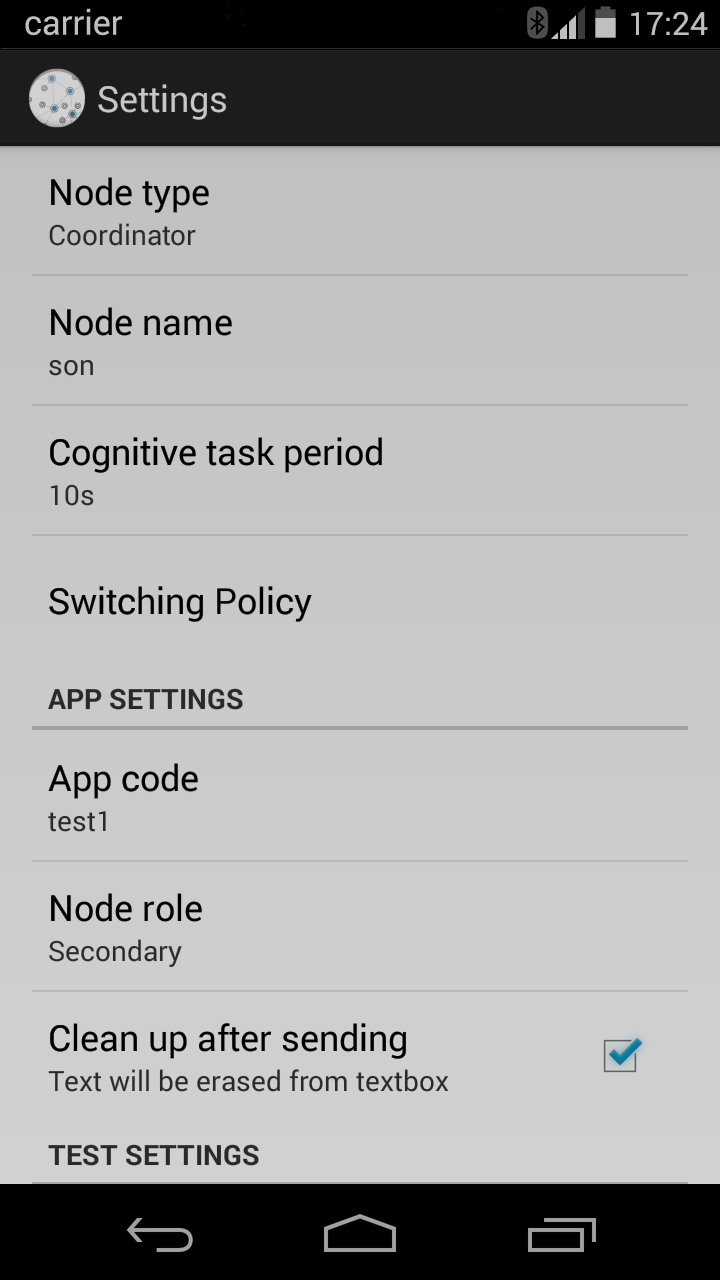 carrier
17:24
Settings
Node type
Coordinator
Node name
son
Cognitive task period
10s
Switching Policy
APP SETTINGS
App code
test1
Node role
Secondary
Clean up after sending
Text will be erased from textbox
TEST SETTINGS